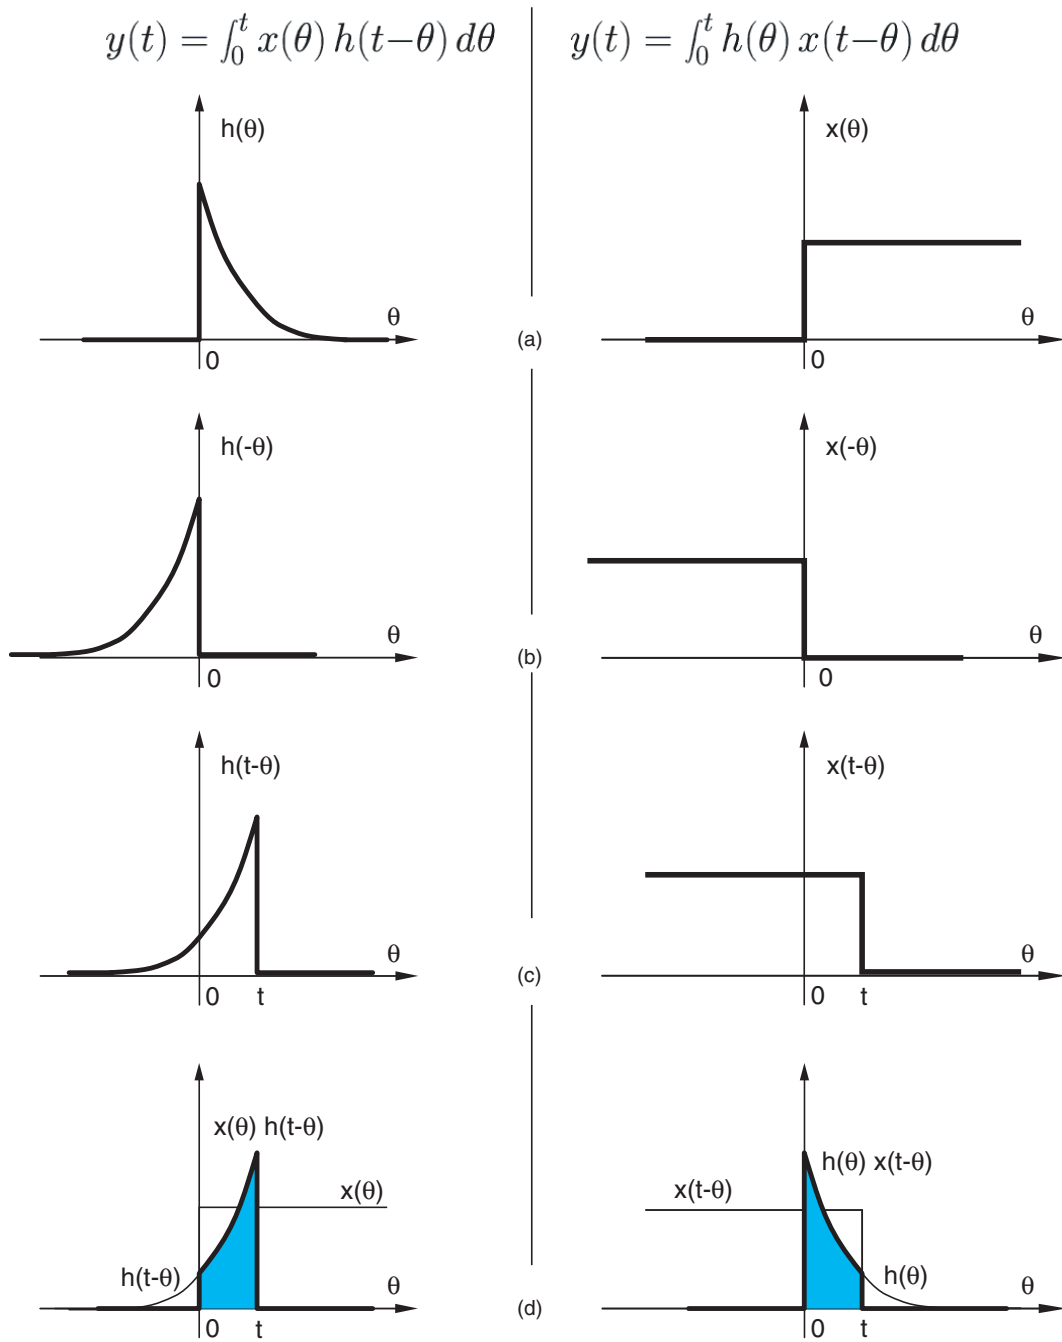 y(t) = ∫₀ᵗ x(θ) h(t−θ) dθ
y(t) = ∫₀ᵗ h(θ) x(t−θ) dθ
h(θ)
x(θ)
θ
θ
0
(a)
0
h(-θ)
x(-θ)
θ
θ
0
(b)
0
h(t-θ)
x(t-θ)
θ
θ
0 t
(c)
0 t
x(θ) h(t-θ)
h(θ) x(t-θ)
x(θ)
x(t-θ)
h(t-θ)
θ
h(θ)
θ
0 t
(d)
0 t